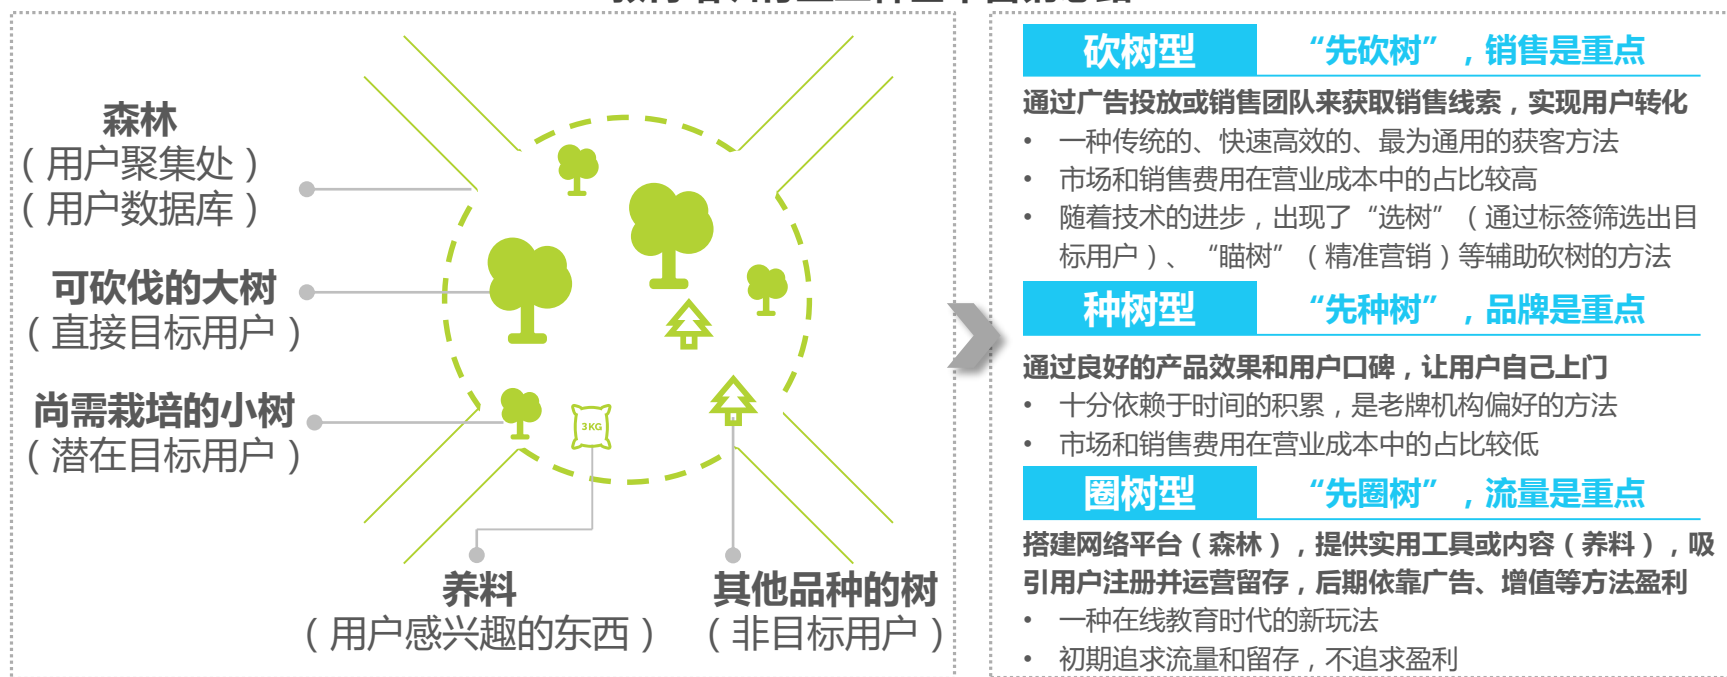 森林
（用户聚集处）
（用户数据库）
可砍伐的大树
（直接目标用户）
尚需栽培的小树
（潜在目标用户）
3KG
养料
（用户感兴趣的东西）
其他品种的树
（非目标用户）
砍树型
“先砍树”，销售是重点
通过广告投放或销售团队来获取销售线索，实现用户转化
• 一种传统的、快速高效的、最为通用的获客方法
• 市场和销售费用在营业成本中的占比较高
• 随着技术的进步，出现了“选树”（通过标签筛选出目
标用户）、“瞄树”（精准营销）等辅助砍树的方法
种树型
“先种树”，品牌是重点
通过良好的产品效果和用户口碑，让用户自己上门
• 十分依赖于时间的积累，是老牌机构偏好的方法
• 市场和销售费用在营业成本中的占比较低
圈树型
“先圈树”，流量是重点
搭建网络平台（森林），提供实用工具或内容（养料），吸
引用户注册并运营留存，后期依靠广告、增值等方法盈利
• 一种在线教育时代的新玩法
• 初期追求流量和留存，不追求盈利